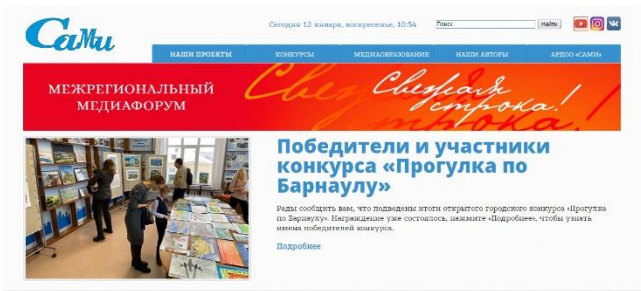 СаМи
Сегодня 12 января, воскресенье, 10:54
Поиск
Найти
НАШИ ПРОЕКТЫ
КОНКУРСЫ
МЕДИАОБРАЗОВАНИЕ
НАШИ АВТОРЫ
АРДОО «САМИ»
МЕЖРЕГИОНАЛЬНЫЙ
МЕДИАФОРУМ
Свежая строка!
Победители и участники
конкурса «Прогулка по
Барнаулу»
Рады сообщить вам, что подведены итоги открытого городского конкурса «Прогулка
по Барнаулу». Награждение уже состоялось, нажмите «Подробнее», чтобы узнать
имена победителей конкурса.
Подробнее